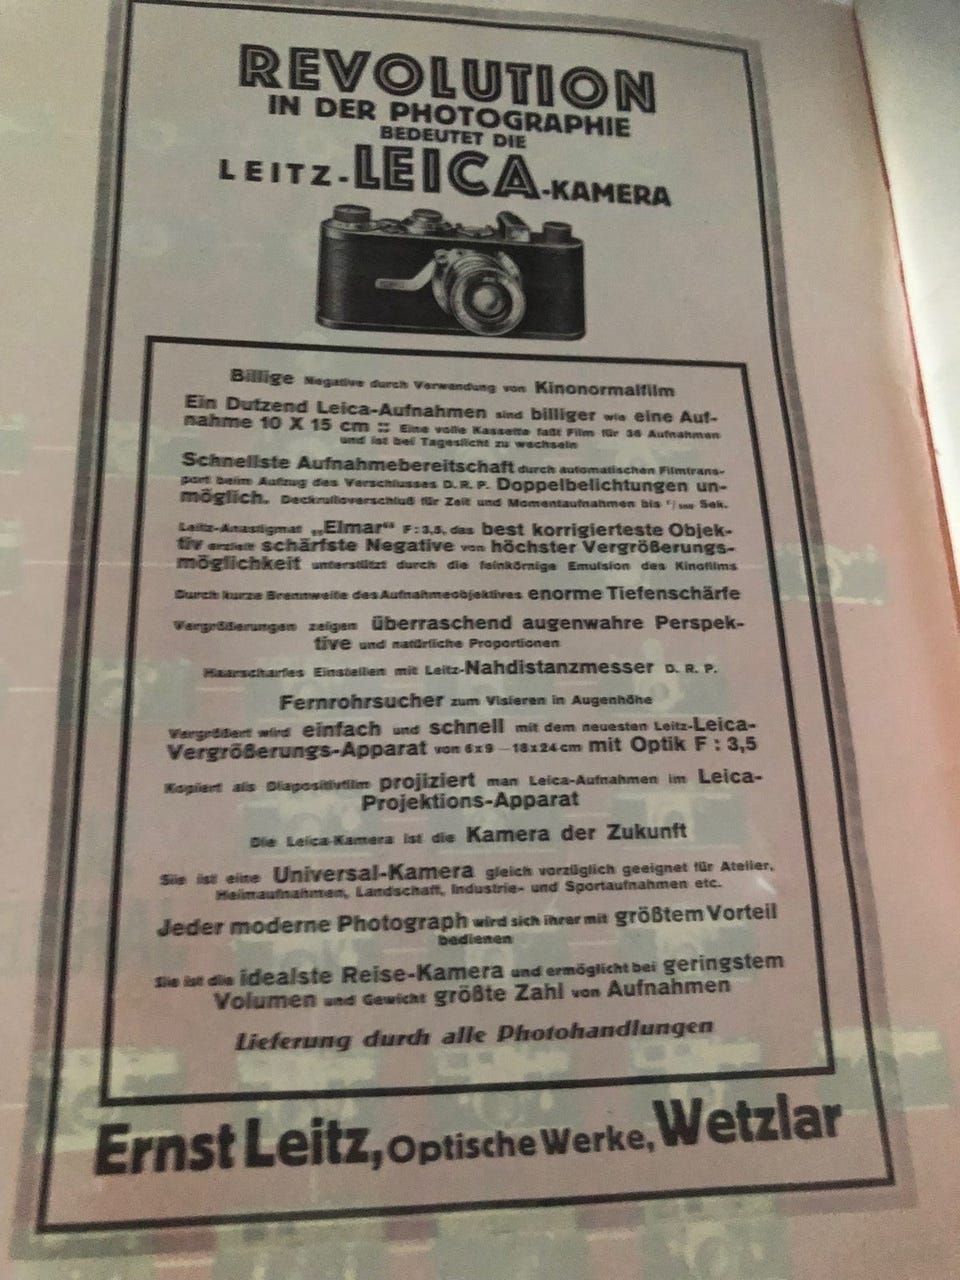 REVOLUTION
IN DER PHOTOGRAPHIE
BEDEUTET DIE
LEITZ-LEICA-KAMERA
Billige Negative durch Verwendung von Kinonormalfilm
Ein Dutzend Leica-Aufnahmen sind billiger wie eine Auf-
nahme 10 X 15 cm :: Eine volle Kassette faßt Film für 36 Aufnahmen
und ist bei Tageslicht zu wechseln
Schnellste Aufnahmebereitschaft durch automatischen Filmtrans-
port beim Aufzug des Verschlusses D. R. P. Doppelbelichtungen un-
möglich. Deckrulloverschluß für Zeit und Momentaufnahmen bis 1/500 Sek.
Leitz-Anastigmat „Elmar“ F : 3,5, das best korrigierteste Objek-
tiv erzielt schärfste Negative von höchster Vergrößerungs-
möglichkeit unterstützt durch die feinkörnige Emulsion des Kinofilms
Durch kurze Brennweite des Aufnahmeobjektives enorme Tiefenschärfe
Vergrößerungen zeigen überraschend augenwahre Perspek-
tive und natürliche Proportionen
Haarscharfes Einstellen mit Leitz-Nahdistanzmesser D. R. P.
Fernrohrsucher zum Visieren in Augenhöhe
Vergrößert wird einfach und schnell mit dem neuesten Leitz-Leica-
Vergrößerungs-Apparat von 6x9 — 18x24 cm mit Optik F : 3,5
Kopiert als Diapositivfilm projiziert man Leica-Aufnahmen im Leica-
Projektions-Apparat
Die Leica-Kamera ist die Kamera der Zukunft
Sie ist eine Universal-Kamera gleich vorzüglich geeignet für Atelier,
Heimaufnahmen, Landschaft, Industrie- und Sportaufnahmen etc.
Jeder moderne Photograph wird sich ihrer mit größtem Vorteil
bedienen
Sie ist die idealste Reise-Kamera und ermöglicht bei geringstem
Volumen und Gewicht größte Zahl von Aufnahmen
Lieferung durch alle Photohandlungen
Ernst Leitz, Optische Werke, Wetzlar